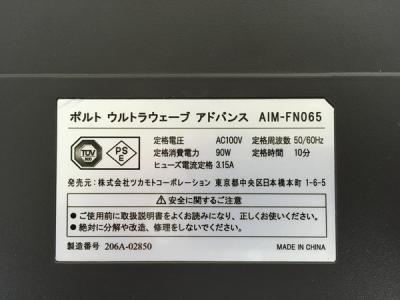 ポルト ウルトラウェーブ アドバンス AIM-FN065
TÜV
PS
E
定格電圧 AC100V 定格周波数 50/60Hz
定格消費電力 90W 定格時間 10分
ヒューズ電流定格 3.15A
発売元：株式会社ツカモトコーポレーション 東京都中央区日本橋本町 1-6-5
⚠安全に関するご注意
●ご使用前に取扱説明書をよくお読みになり、正しくお使いください。
●絶対に分解や改造、修理をしないでください。
製造番号 206A-02850 MADE IN CHINA